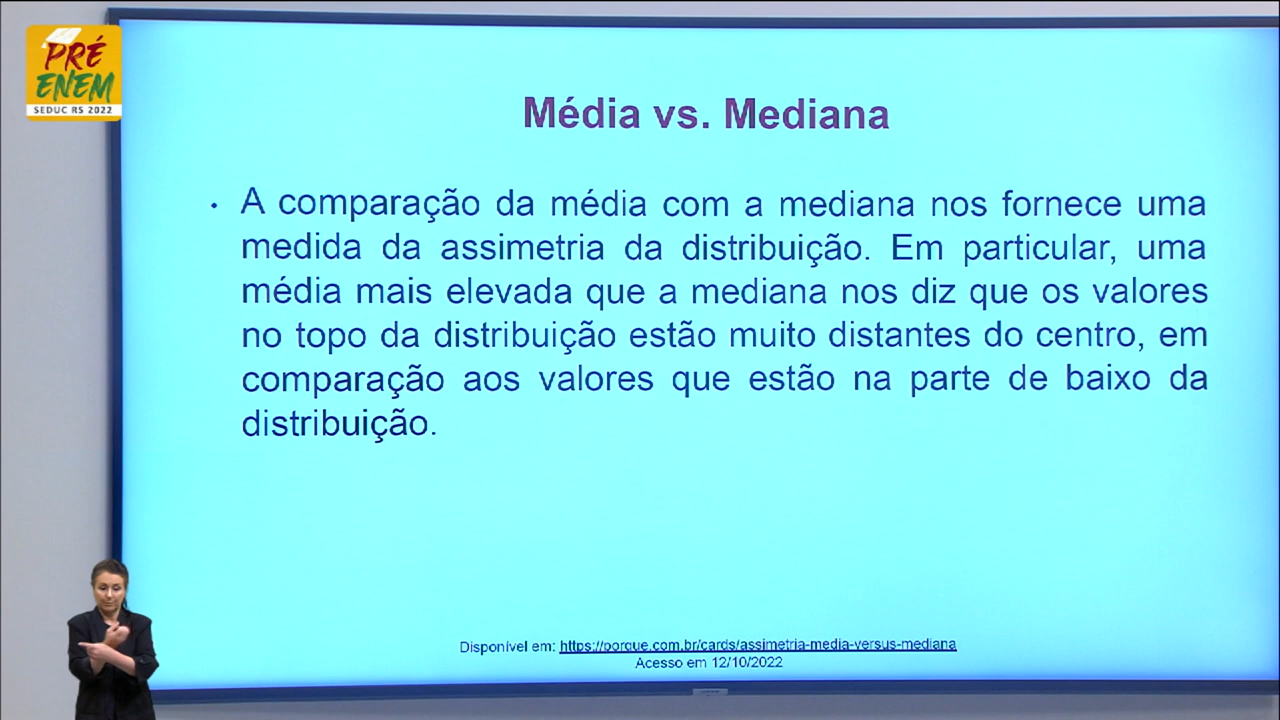 PRÉ
ENEM
SEDUC RS 2022
Média vs. Mediana
• A comparação da média com a mediana nos fornece uma
medida da assimetria da distribuição. Em particular, uma
média mais elevada que a mediana nos diz que os valores
no topo da distribuição estão muito distantes do centro, em
comparação aos valores que estão na parte de baixo da
distribuição.
Disponível em: https://porque.com.br/cards/assimetria-media-versus-mediana
Acesso em 12/10/2022